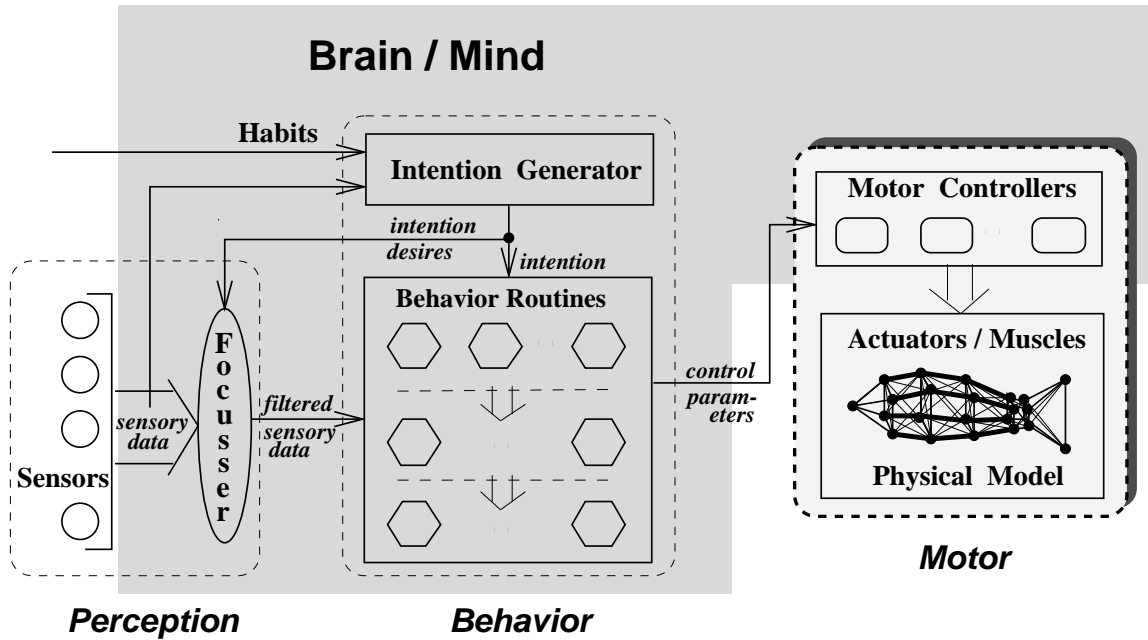 Brain / Mind
Habits
Intention Generator
intention
desires
intention
Sensors
sensory
data
Focusser
filtered
sensory
data
Behavior Routines
control
param-
eters
Motor Controllers
Actuators / Muscles
Physical Model
Perception
Behavior
Motor